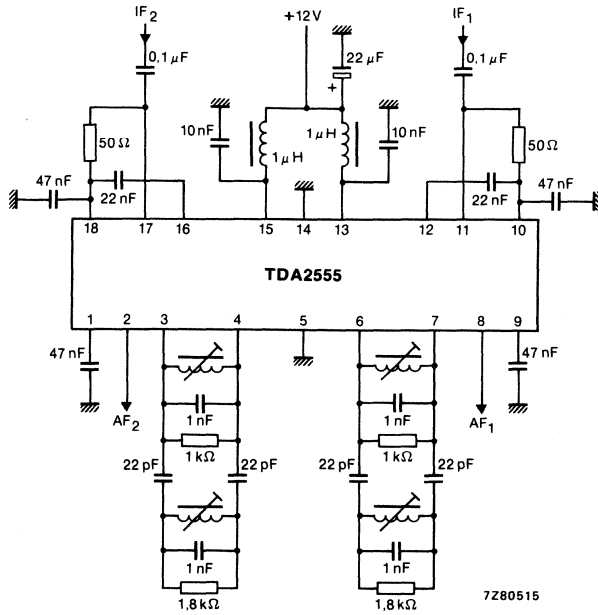 IF2 +12V IF1
0,1 µF 22 µF 0,1 µF
+
50 Ω 10 nF 1 µH 1 µH 10 nF 50 Ω
47 nF 22 nF 22 nF 47 nF
18 17 16 15 14 13 12 11 10
TDA2555
1 2 3 4 5 6 7 8 9
47 nF 47 nF
AF2 1 nF 1 nF AF1
1 kΩ 1 kΩ
22 pF 22 pF 22 pF 22 pF
1 nF 1 nF
1,8 kΩ 1,8 kΩ
7Z80515